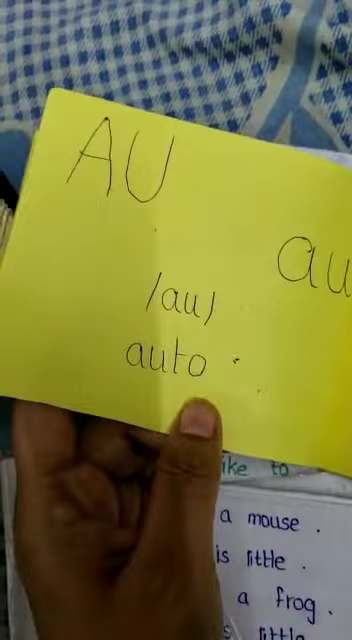 AU
au
/au/
auto
ike to
a mouse.
is little.
a frog.
little